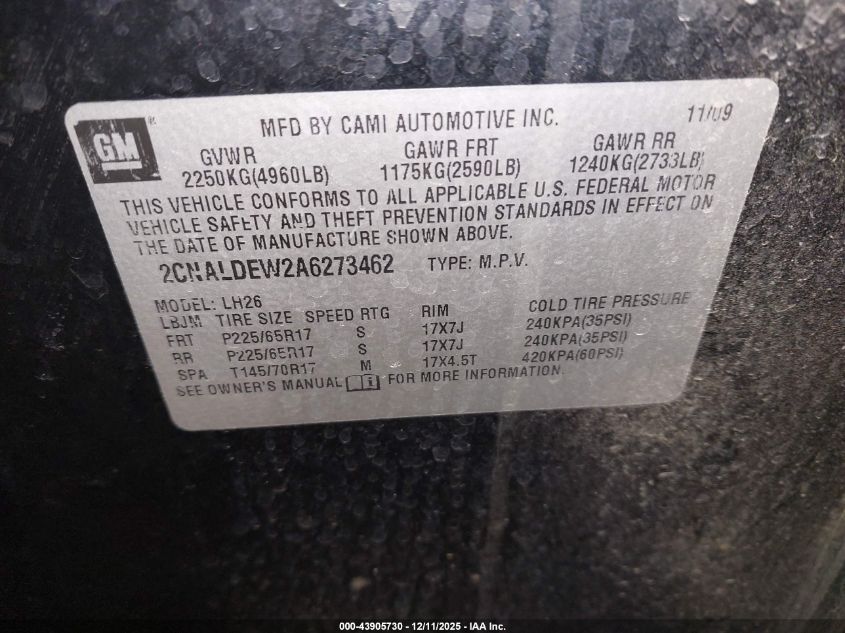 GM
®
MFD BY CAMI AUTOMOTIVE INC.
11/09
GVWR GAWR FRT GAWR RR
2250KG(4960LB) 1175KG(2590LB) 1240KG(2733LB)
THIS VEHICLE CONFORMS TO ALL APPLICABLE U.S. FEDERAL MOTOR
VEHICLE SAFETY AND THEFT PREVENTION STANDARDS IN EFFECT ON
THE DATE OF MANUFACTURE SHOWN ABOVE.
2CNALDEW2A6273462 TYPE: M.P.V.
MODEL: LH26
LBJM TIRE SIZE SPEED RTG RIM COLD TIRE PRESSURE
FRT P225/65R17 S 17X7J 240KPA(35PSI)
RR P225/65R17 S 17X7J 240KPA(35PSI)
SPA T145/70R17 M 17X4.5T 420KPA(60PSI)
SEE OWNER'S MANUAL i FOR MORE INFORMATION.
000-43905730 - 12/11/2025 - IAA Inc.